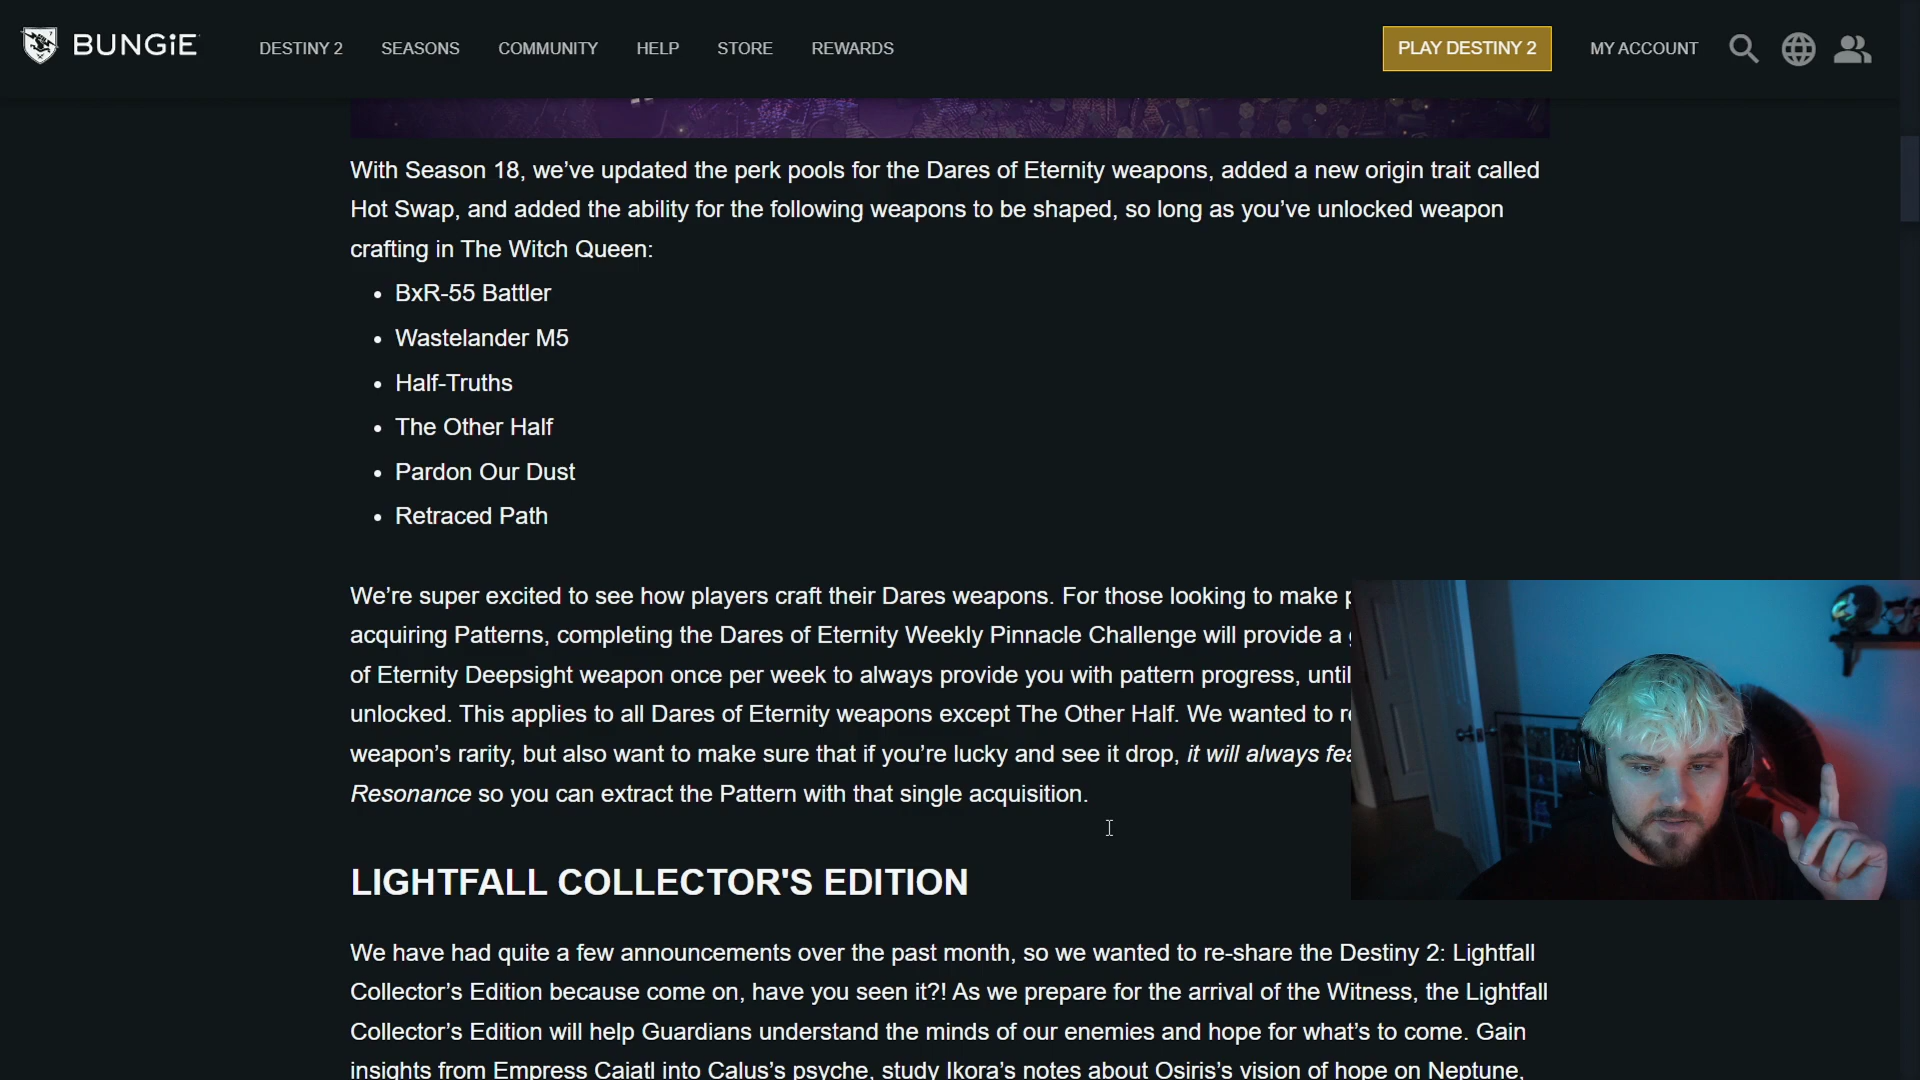 BUNGiE DESTINY 2 SEASONS COMMUNITY HELP STORE REWARDS PLAY DESTINY 2 MY ACCOUNT
With Season 18, we’ve updated the perk pools for the Dares of Eternity weapons, added a new origin trait called
Hot Swap, and added the ability for the following weapons to be shaped, so long as you’ve unlocked weapon
crafting in The Witch Queen:
• BxR-55 Battler
• Wastelander M5
• Half-Truths
• The Other Half
• Pardon Our Dust
• Retraced Path
We’re super excited to see how players craft their Dares weapons. For those looking to make
acquiring Patterns, completing the Dares of Eternity Weekly Pinnacle Challenge will provide a
of Eternity Deepsight weapon once per week to always provide you with pattern progress, until
unlocked. This applies to all Dares of Eternity weapons except The Other Half. We wanted to
weapon’s rarity, but also want to make sure that if you’re lucky and see it drop, it will always
Resonance so you can extract the Pattern with that single acquisition.
LIGHTFALL COLLECTOR'S EDITION
We have had quite a few announcements over the past month, so we wanted to re-share the Destiny 2: Lightfall
Collector’s Edition because come on, have you seen it?! As we prepare for the arrival of the Witness, the Lightfall
Collector’s Edition will help Guardians understand the minds of our enemies and hope for what’s to come. Gain
insights from Empress Caiatl into Calus’s psyche, study Ikora’s notes about Osiris’s vision of hope on Neptune,